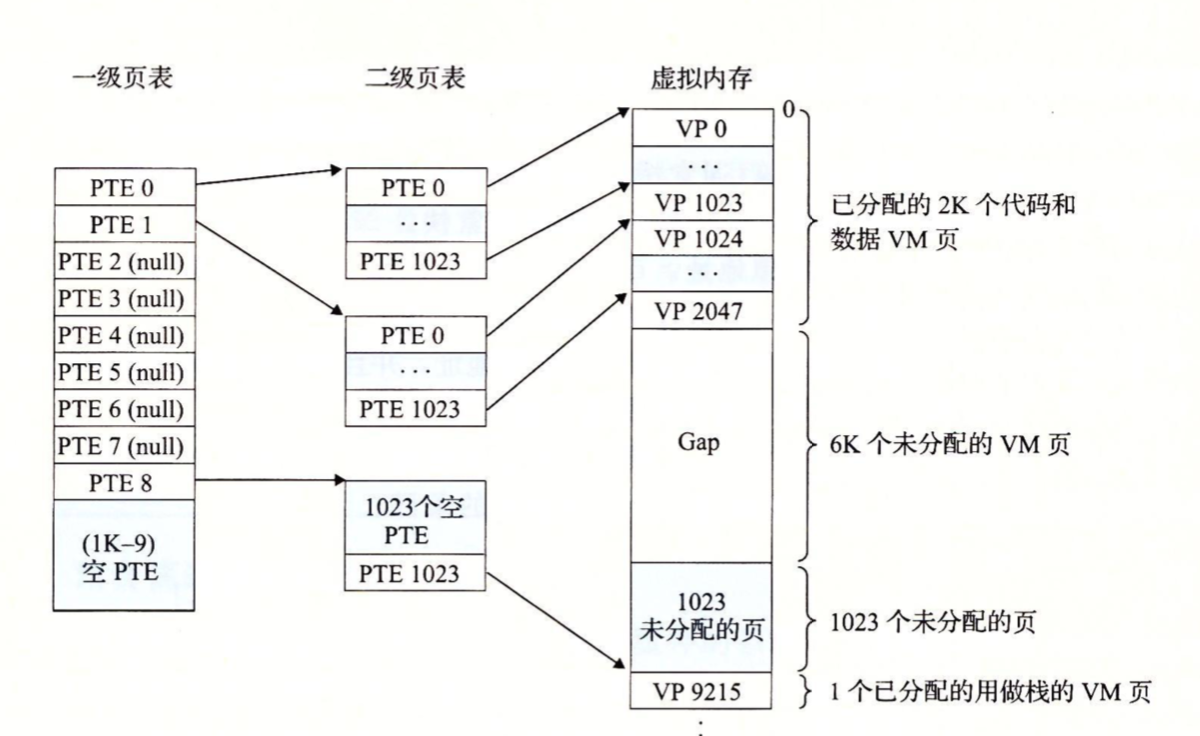 一级页表
二级页表
虚拟内存
PTE 0
PTE 1
PTE 2 (null)
PTE 3 (null)
PTE 4 (null)
PTE 5 (null)
PTE 6 (null)
PTE 7 (null)
PTE 8
(1K–9)
空 PTE
PTE 0
···
PTE 1023
PTE 0
···
PTE 1023
1023个空
PTE
PTE 1023
0
VP 0
···
VP 1023
VP 1024
···
VP 2047
Gap
1023
未分配的页
VP 9215
⋮
已分配的 2K 个代码和
数据 VM 页
6K 个未分配的 VM 页
1023 个未分配的页
1 个已分配的用做栈的 VM 页